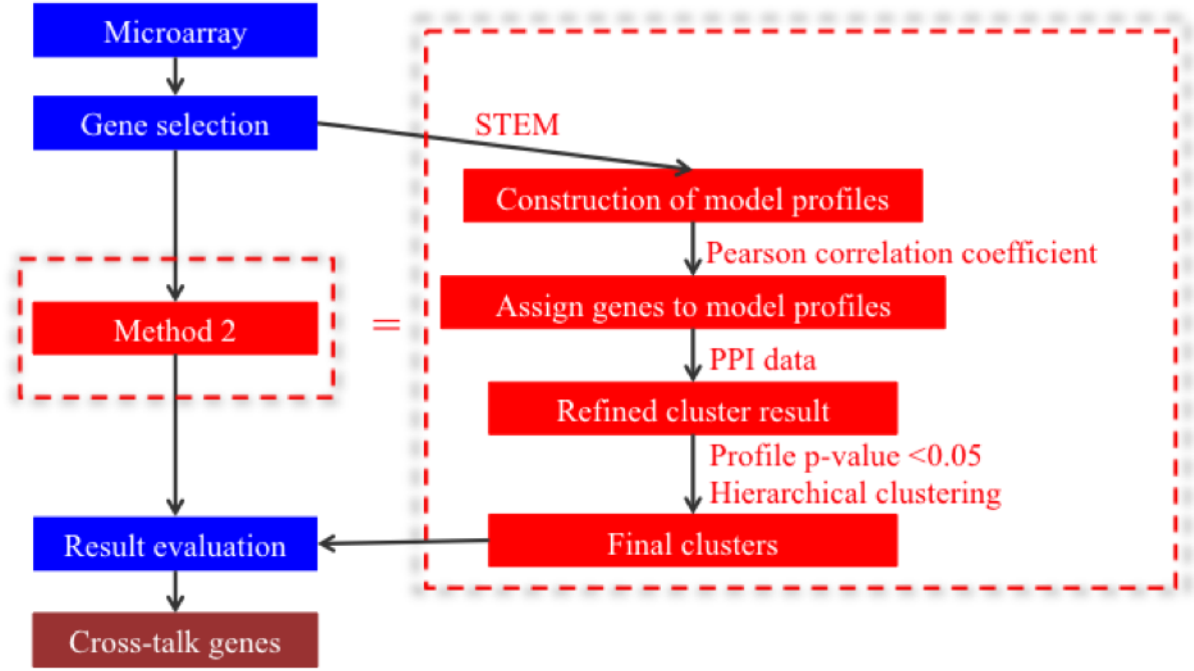 Microarray
Gene selection
STEM
Construction of model profiles
Pearson correlation coefficient
Assign genes to model profiles
Method 2
=
PPI data
Refined cluster result
Profile p-value <0.05
Hierarchical clustering
Final clusters
Result evaluation
Cross-talk genes